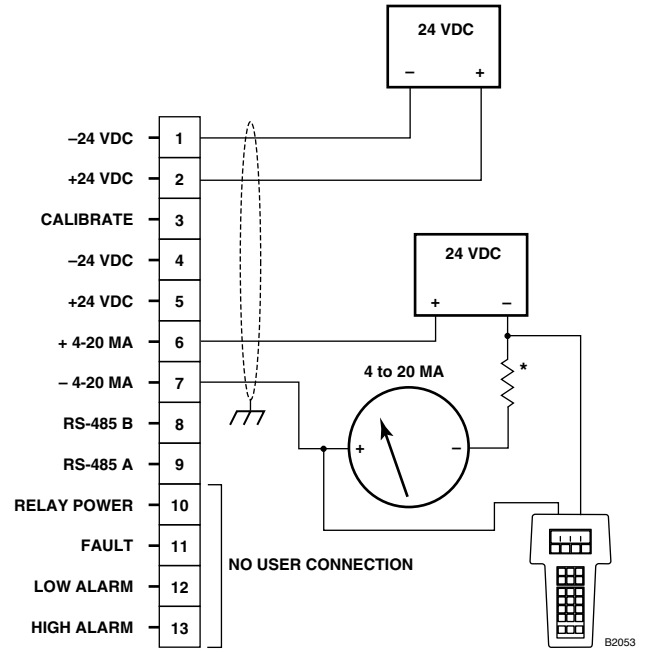 24 VDC
– +
–24 VDC 1
+24 VDC 2
CALIBRATE 3
–24 VDC 4
+24 VDC 5
24 VDC
+ –
+ 4-20 MA 6
– 4-20 MA 7
4 to 20 MA
*
+ –
RS-485 B 8
RS-485 A 9
RELAY POWER 10
FAULT 11
LOW ALARM 12
HIGH ALARM 13
NO USER CONNECTION
B2053